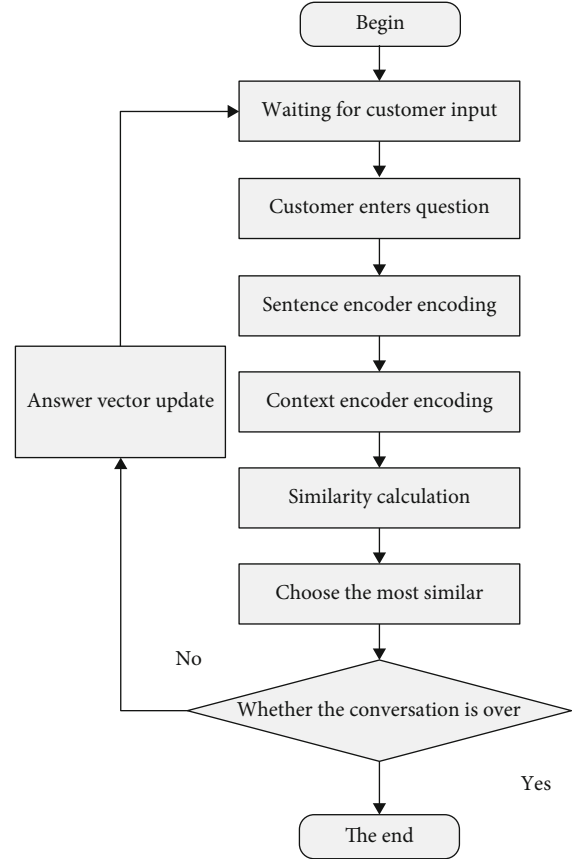 Begin
Waiting for customer input
Customer enters question
Sentence encoder encoding
Answer vector update
Context encoder encoding
Similarity calculation
Choose the most similar
No
Whether the conversation is over
Yes
The end